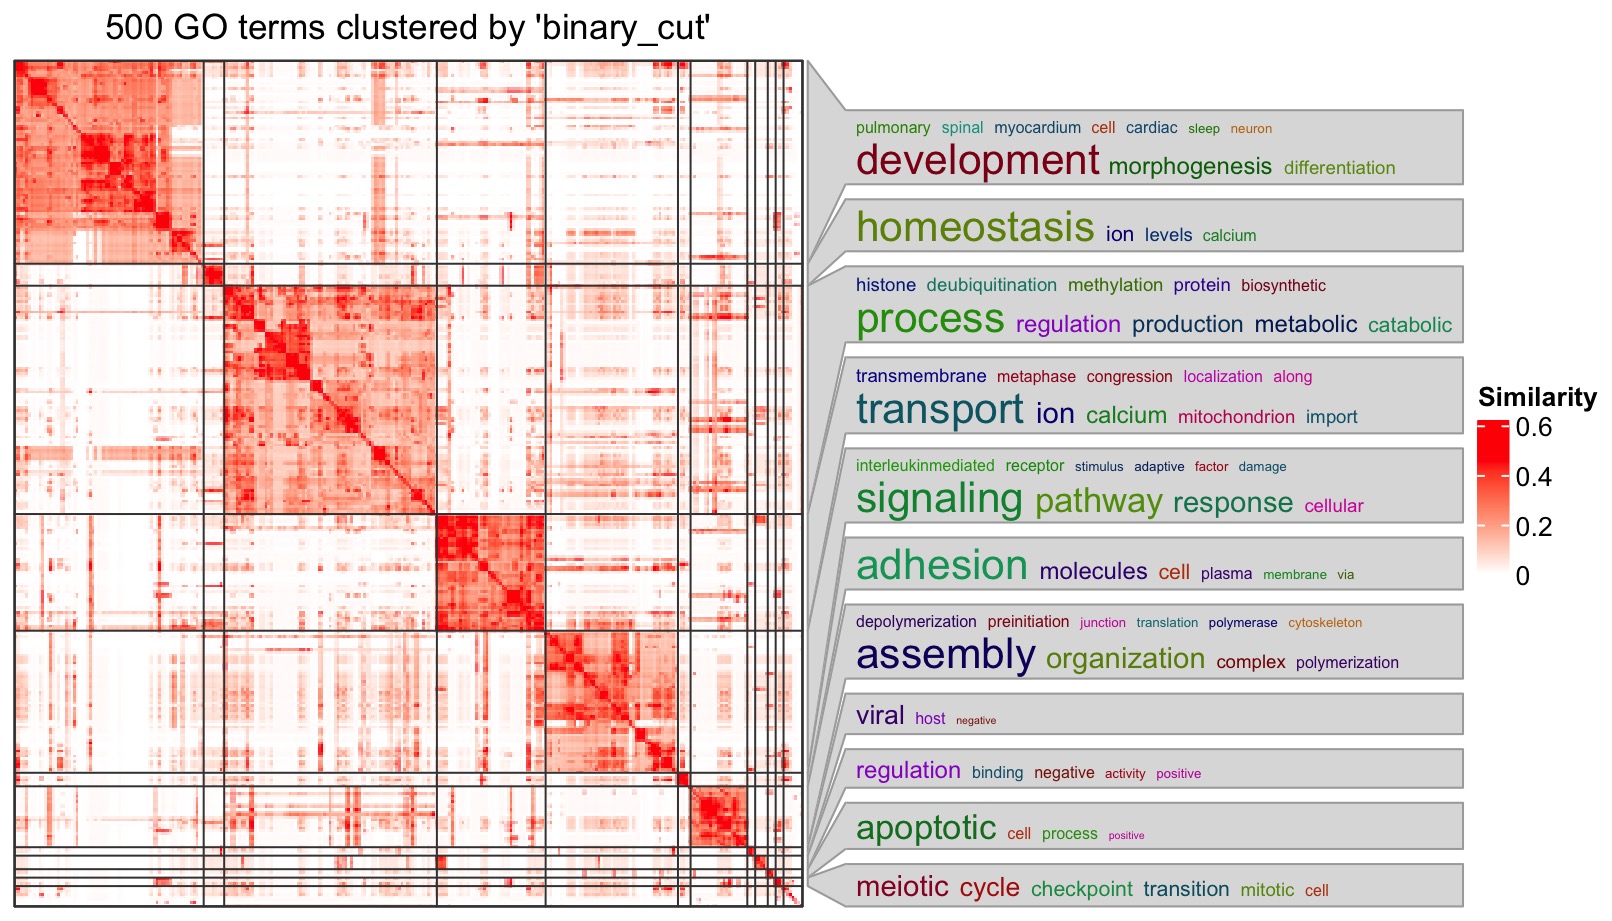 500 GO terms clustered by 'binary_cut'
pulmonary spinal myocardium cell cardiac sleep neuron
development morphogenesis differentiation
homeostasis ion levels calcium
histone deubiquitination methylation protein biosynthetic
process regulation production metabolic catabolic
transmembrane metaphase congression localization along
transport ion calcium mitochondrion import
interleukinmediated receptor stimulus adaptive factor damage
signaling pathway response cellular
adhesion molecules cell plasma membrane via
depolymerization preinitiation junction translation polymerase cytoskeleton
assembly organization complex polymerization
viral host negative
regulation binding negative activity positive
apoptotic cell process positive
meiotic cycle checkpoint transition mitotic cell
Similarity
0.6
0.4
0.2
0